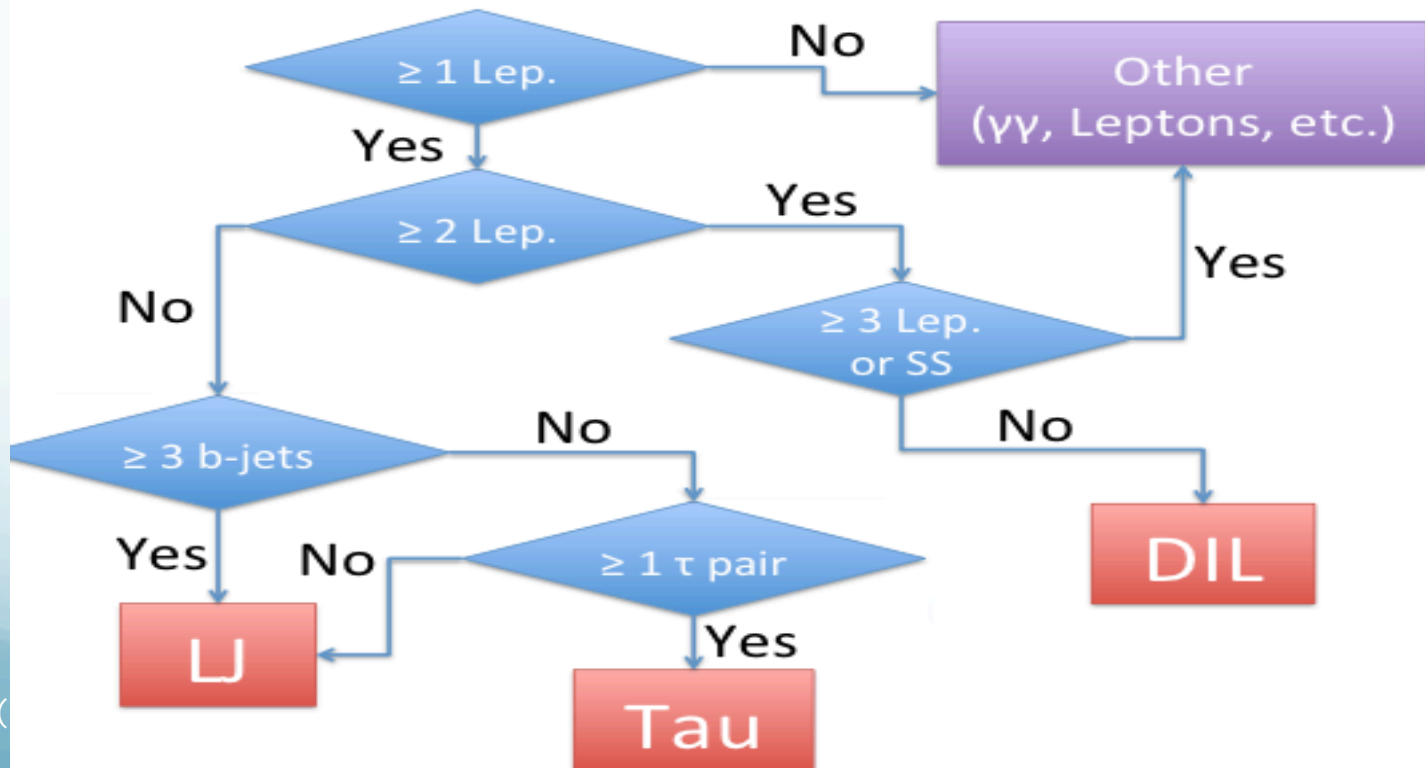 No
≥ 1 Lep.
Other
(γγ, Leptons, etc.)
Yes
Yes
≥ 2 Lep.
Yes
No
≥ 3 Lep.
or SS
No
No
≥ 3 b-jets
Yes
No
≥ 1 τ pair
DIL
LJ
Yes
Tau
(